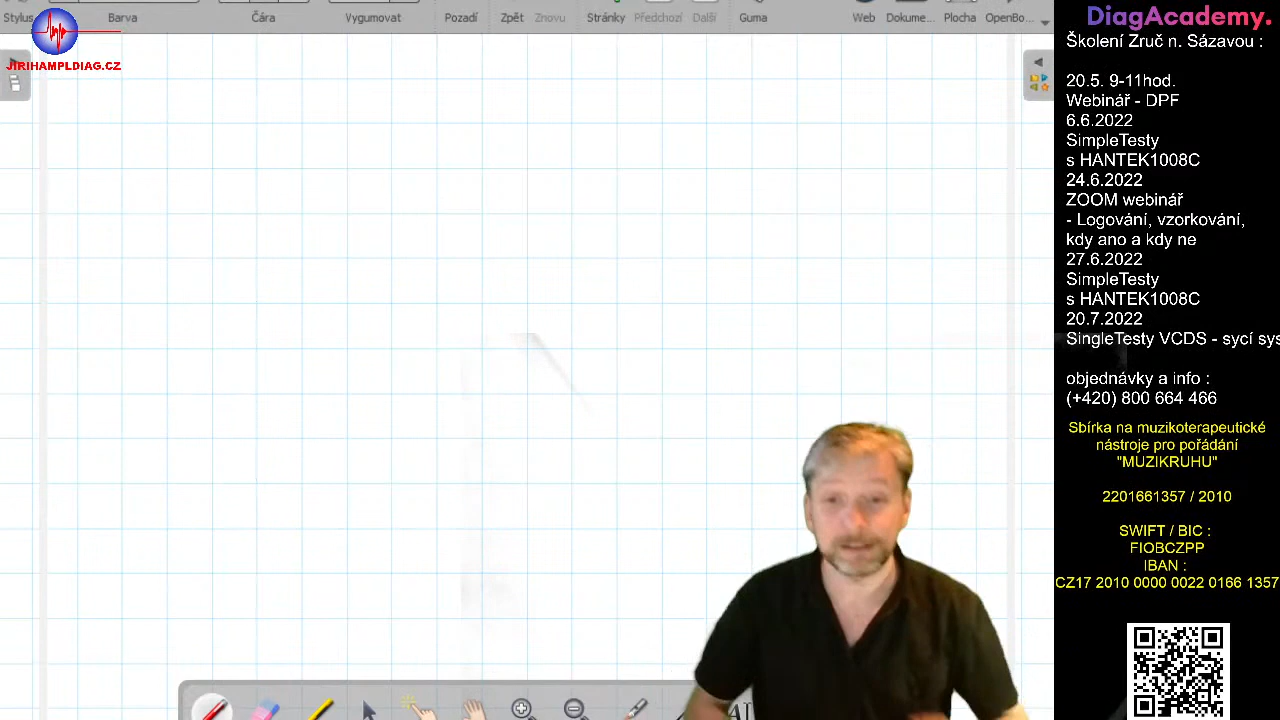 Stylus Barva Čára Vygumovat Pozadí Zpět Znovu Stránky Předchozí Další Guma Web Dokume... Plocha OpenBo...
JIRIHAMPLDIAG.CZ
DiagAcademy.
Školení Zruč n. Sázavou :
20.5. 9-11hod.
Webinář - DPF
6.6.2022
SimpleTesty
s HANTEK1008C
24.6.2022
ZOOM webinář
- Logování, vzorkování,
kdy ano a kdy ne
27.6.2022
SimpleTesty
s HANTEK1008C
20.7.2022
SingleTesty VCDS - sycí sys
objednávky a info :
(+420) 800 664 466
Sbírka na muzikoterapeutické
nástroje pro pořádání
"MUZIKRUHU"
2201661357 / 2010
SWIFT / BIC :
FIOBCZPP
IBAN :
CZ17 2010 0000 0022 0166 1357